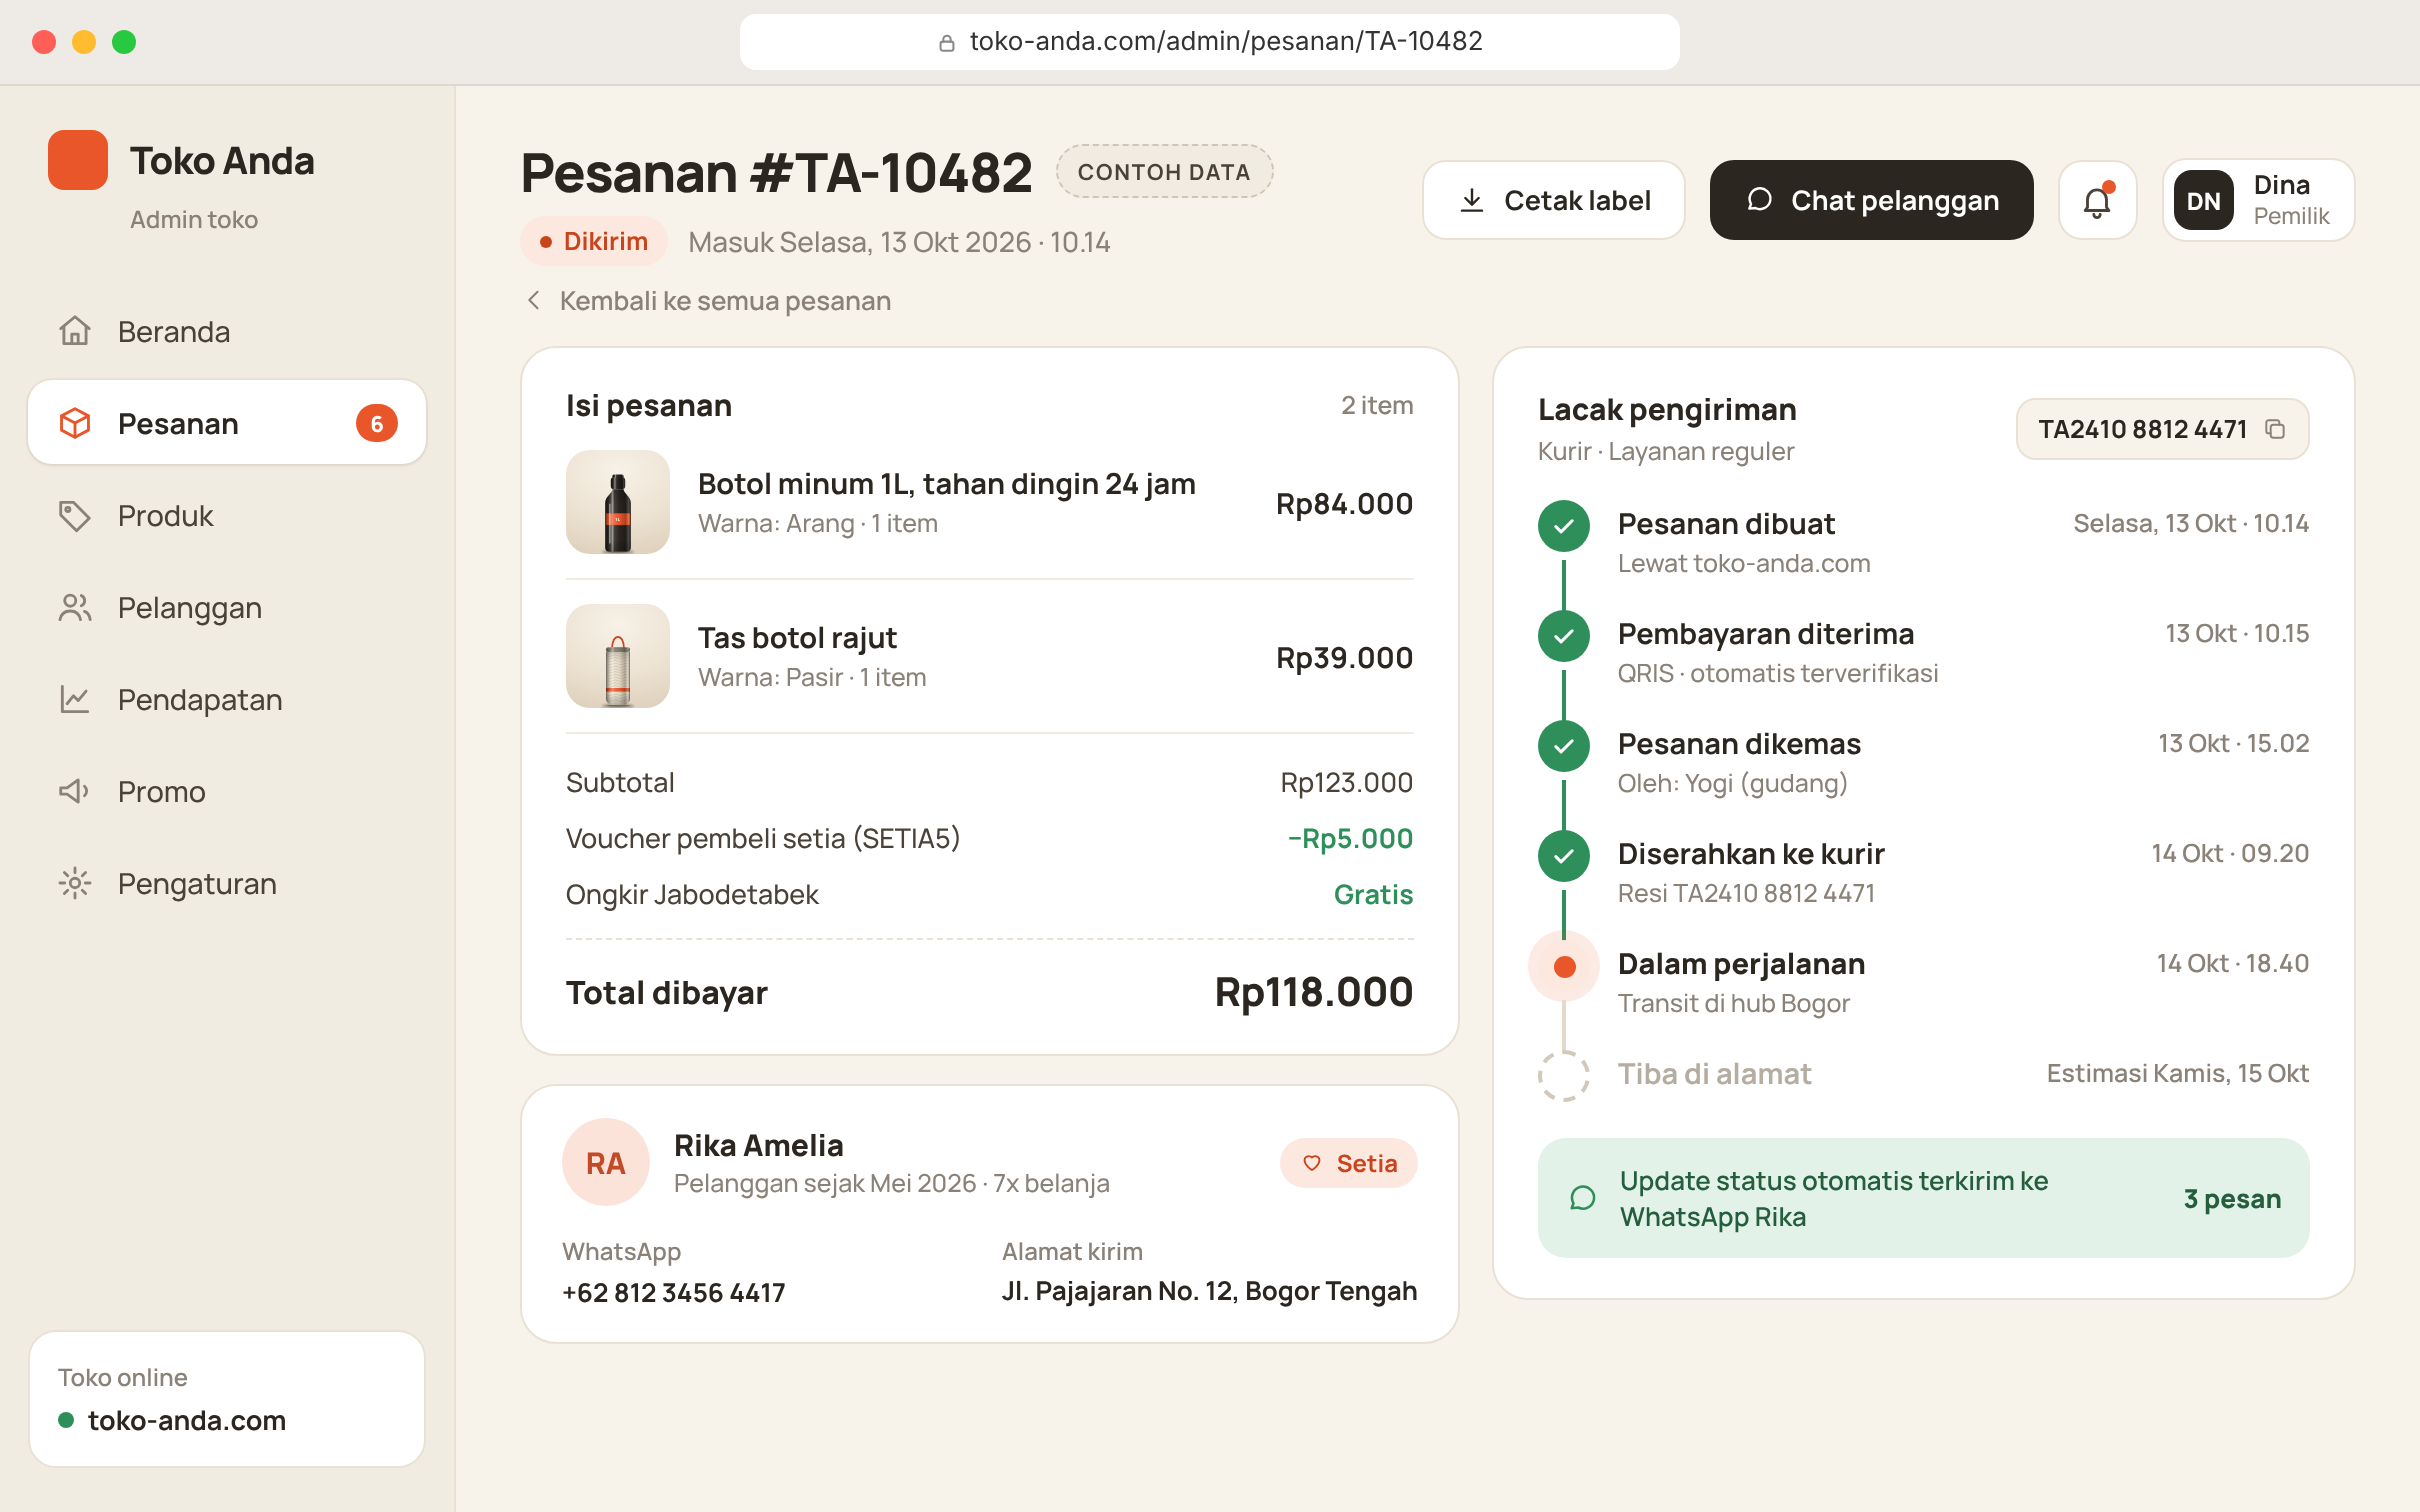 toko-anda.com/admin/pesanan/TA-10482
Toko Anda
Admin toko
Beranda
Pesanan 6
Produk
Pelanggan
Pendapatan
Promo
Pengaturan
Toko online
toko-anda.com
Pesanan #TA-10482 CONTOH DATA
Dikirim Masuk Selasa, 13 Okt 2026 · 10.14
Kembali ke semua pesanan
Cetak label
Chat pelanggan
DN
Dina
Pemilik
Isi pesanan 2 item
Botol minum 1L, tahan dingin 24 jam
Warna: Arang · 1 item
Rp84.000
Tas botol rajut
Warna: Pasir · 1 item
Rp39.000
Subtotal Rp123.000
Voucher pembeli setia (SETIA5) −Rp5.000
Ongkir Jabodetabek Gratis
Total dibayar Rp118.000
RA
Rika Amelia
Pelanggan sejak Mei 2026 · 7x belanja
Setia
WhatsApp
+62 812 3456 4417
Alamat kirim
Jl. Pajajaran No. 12, Bogor Tengah
Lacak pengiriman
Kurir · Layanan reguler
TA2410 8812 4471
Pesanan dibuat Selasa, 13 Okt · 10.14
Lewat toko-anda.com
Pembayaran diterima 13 Okt · 10.15
QRIS · otomatis terverifikasi
Pesanan dikemas 13 Okt · 15.02
Oleh: Yogi (gudang)
Diserahkan ke kurir 14 Okt · 09.20
Resi TA2410 8812 4471
Dalam perjalanan 14 Okt · 18.40
Transit di hub Bogor
Tiba di alamat Estimasi Kamis, 15 Okt
Update status otomatis terkirim ke
WhatsApp Rika
3 pesan